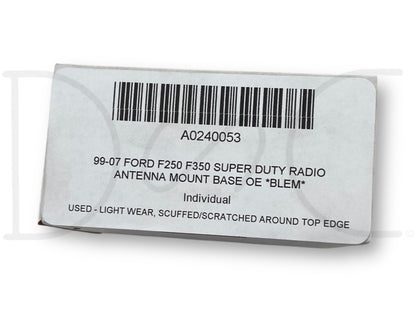 A0240053
99-07 FORD F250 F350 SUPER DUTY RADIO
ANTENNA MOUNT BASE OE *BLEM*
Individual
USED - LIGHT WEAR, SCUFFED/SCRATCHED AROUND TOP EDGE